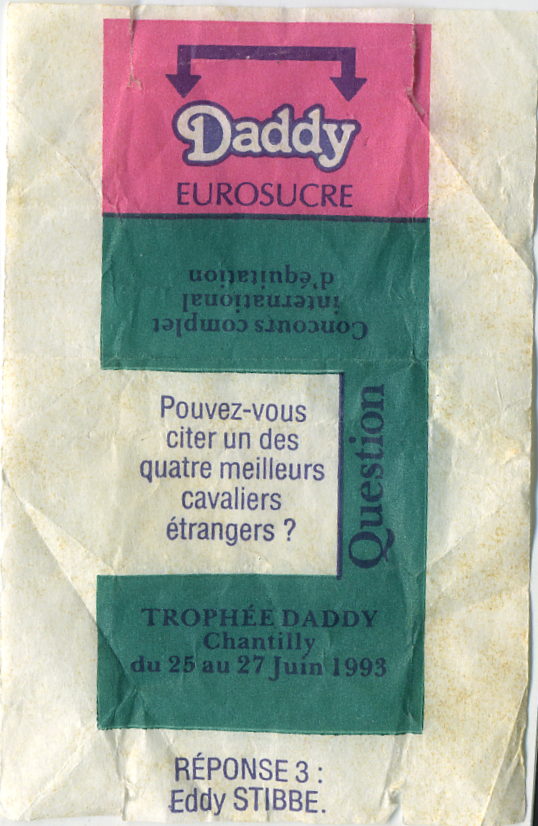 Daddy
EUROSUCRE
Concours complet
international
d'équitation
Pouvez-vous
citer un des
quatre meilleurs
cavaliers
étrangers ?
Question
TROPHÉE DADDY
Chantilly
du 25 au 27 Juin 1993
RÉPONSE 3 :
Eddy STIBBE.